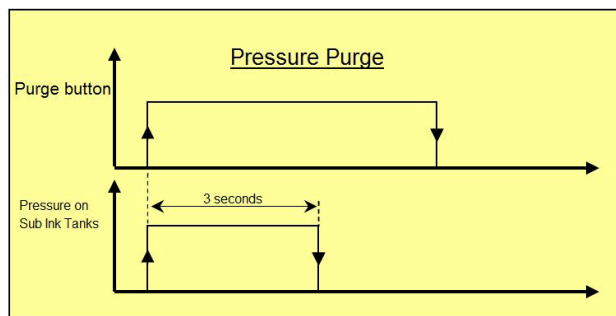 Pressure Purge
Purge button
Pressure on
Sub Ink Tanks
3 seconds